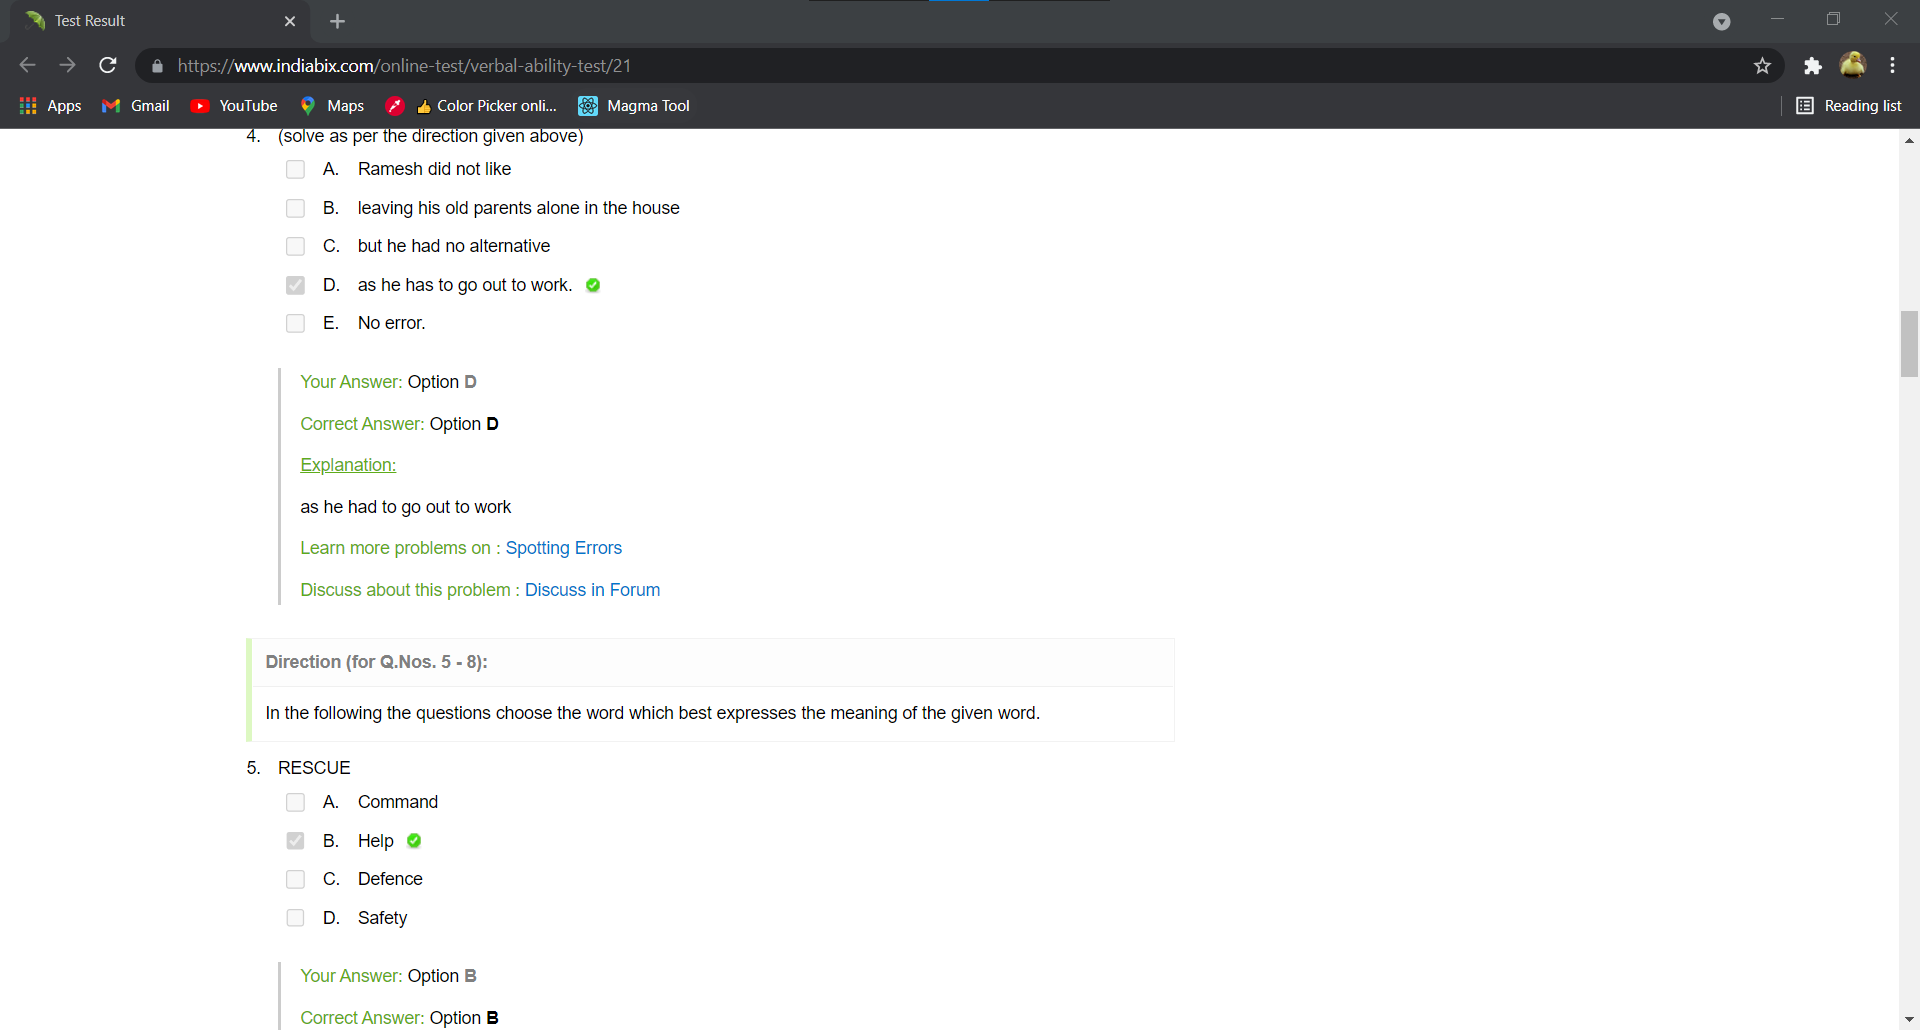 Test Result
https://www.indiabix.com/online-test/verbal-ability-test/21
Apps Gmail YouTube Maps Color Picker onli... Magma Tool Reading list
4. (solve as per the direction given above)
A. Ramesh did not like
B. leaving his old parents alone in the house
C. but he had no alternative
D. as he has to go out to work.
E. No error.
Your Answer: Option D
Correct Answer: Option D
Explanation:
as he had to go out to work
Learn more problems on : Spotting Errors
Discuss about this problem : Discuss in Forum
Direction (for Q.Nos. 5 - 8):
In the following the questions choose the word which best expresses the meaning of the given word.
5. RESCUE
A. Command
B. Help
C. Defence
D. Safety
Your Answer: Option B
Correct Answer: Option B